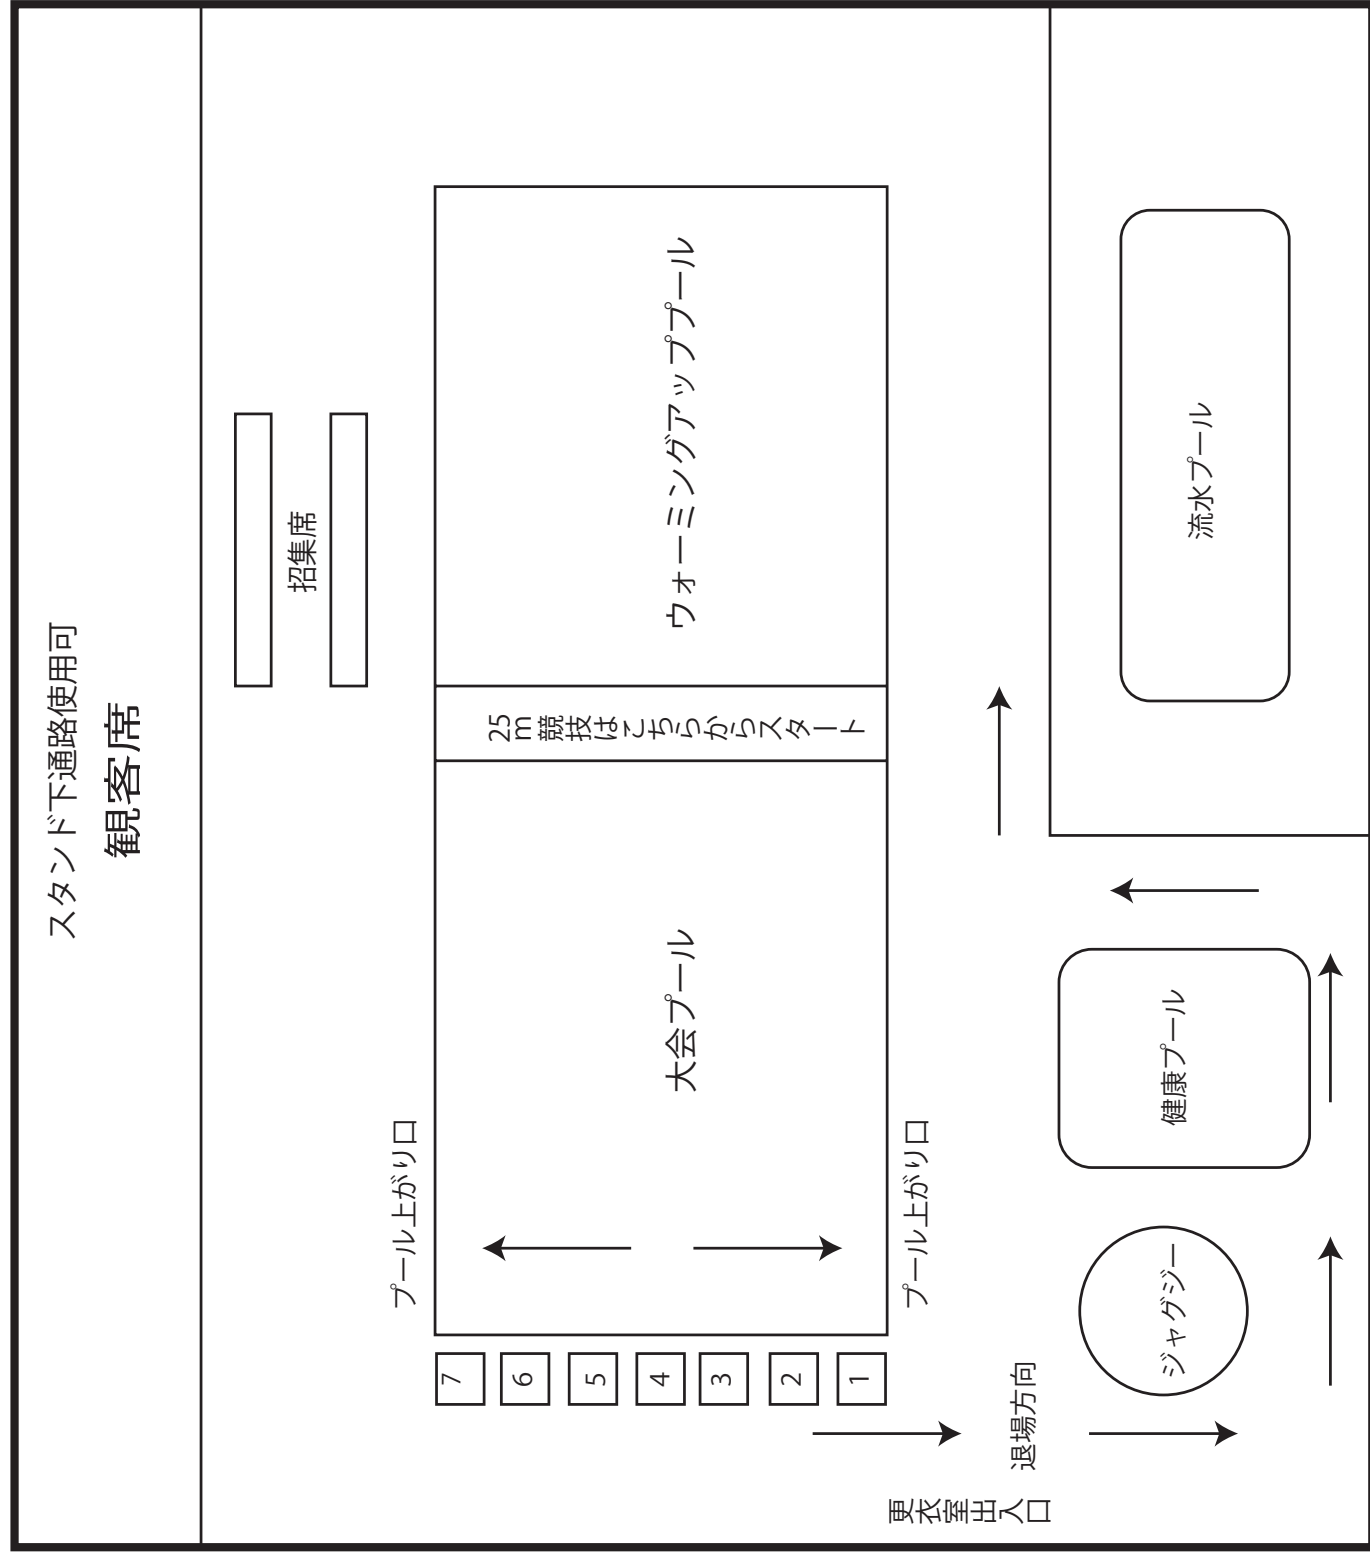 スタンド下通路使用可
観客席
招集席
プール上がり口
大会プール
25m競技はこちらからスタート
ウォーミングアッププール
7
6
5
4
3
2
1
プール上がり口
退場方向
更衣室出入口
ジャグジー
健康プール
流水プール